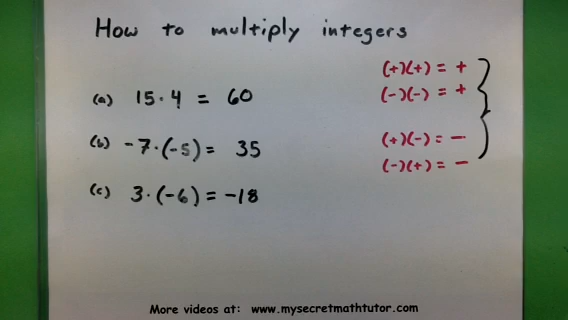 How to multiply integers
(a) 15 · 4 = 60
(b) -7 · (-5) = 35
(c) 3 · (-6) = -18
(+)(+) = +
(-)(-) = +
(+)(-) = -
(-)(+) = -
More videos at: www.mysecretmathtutor.com